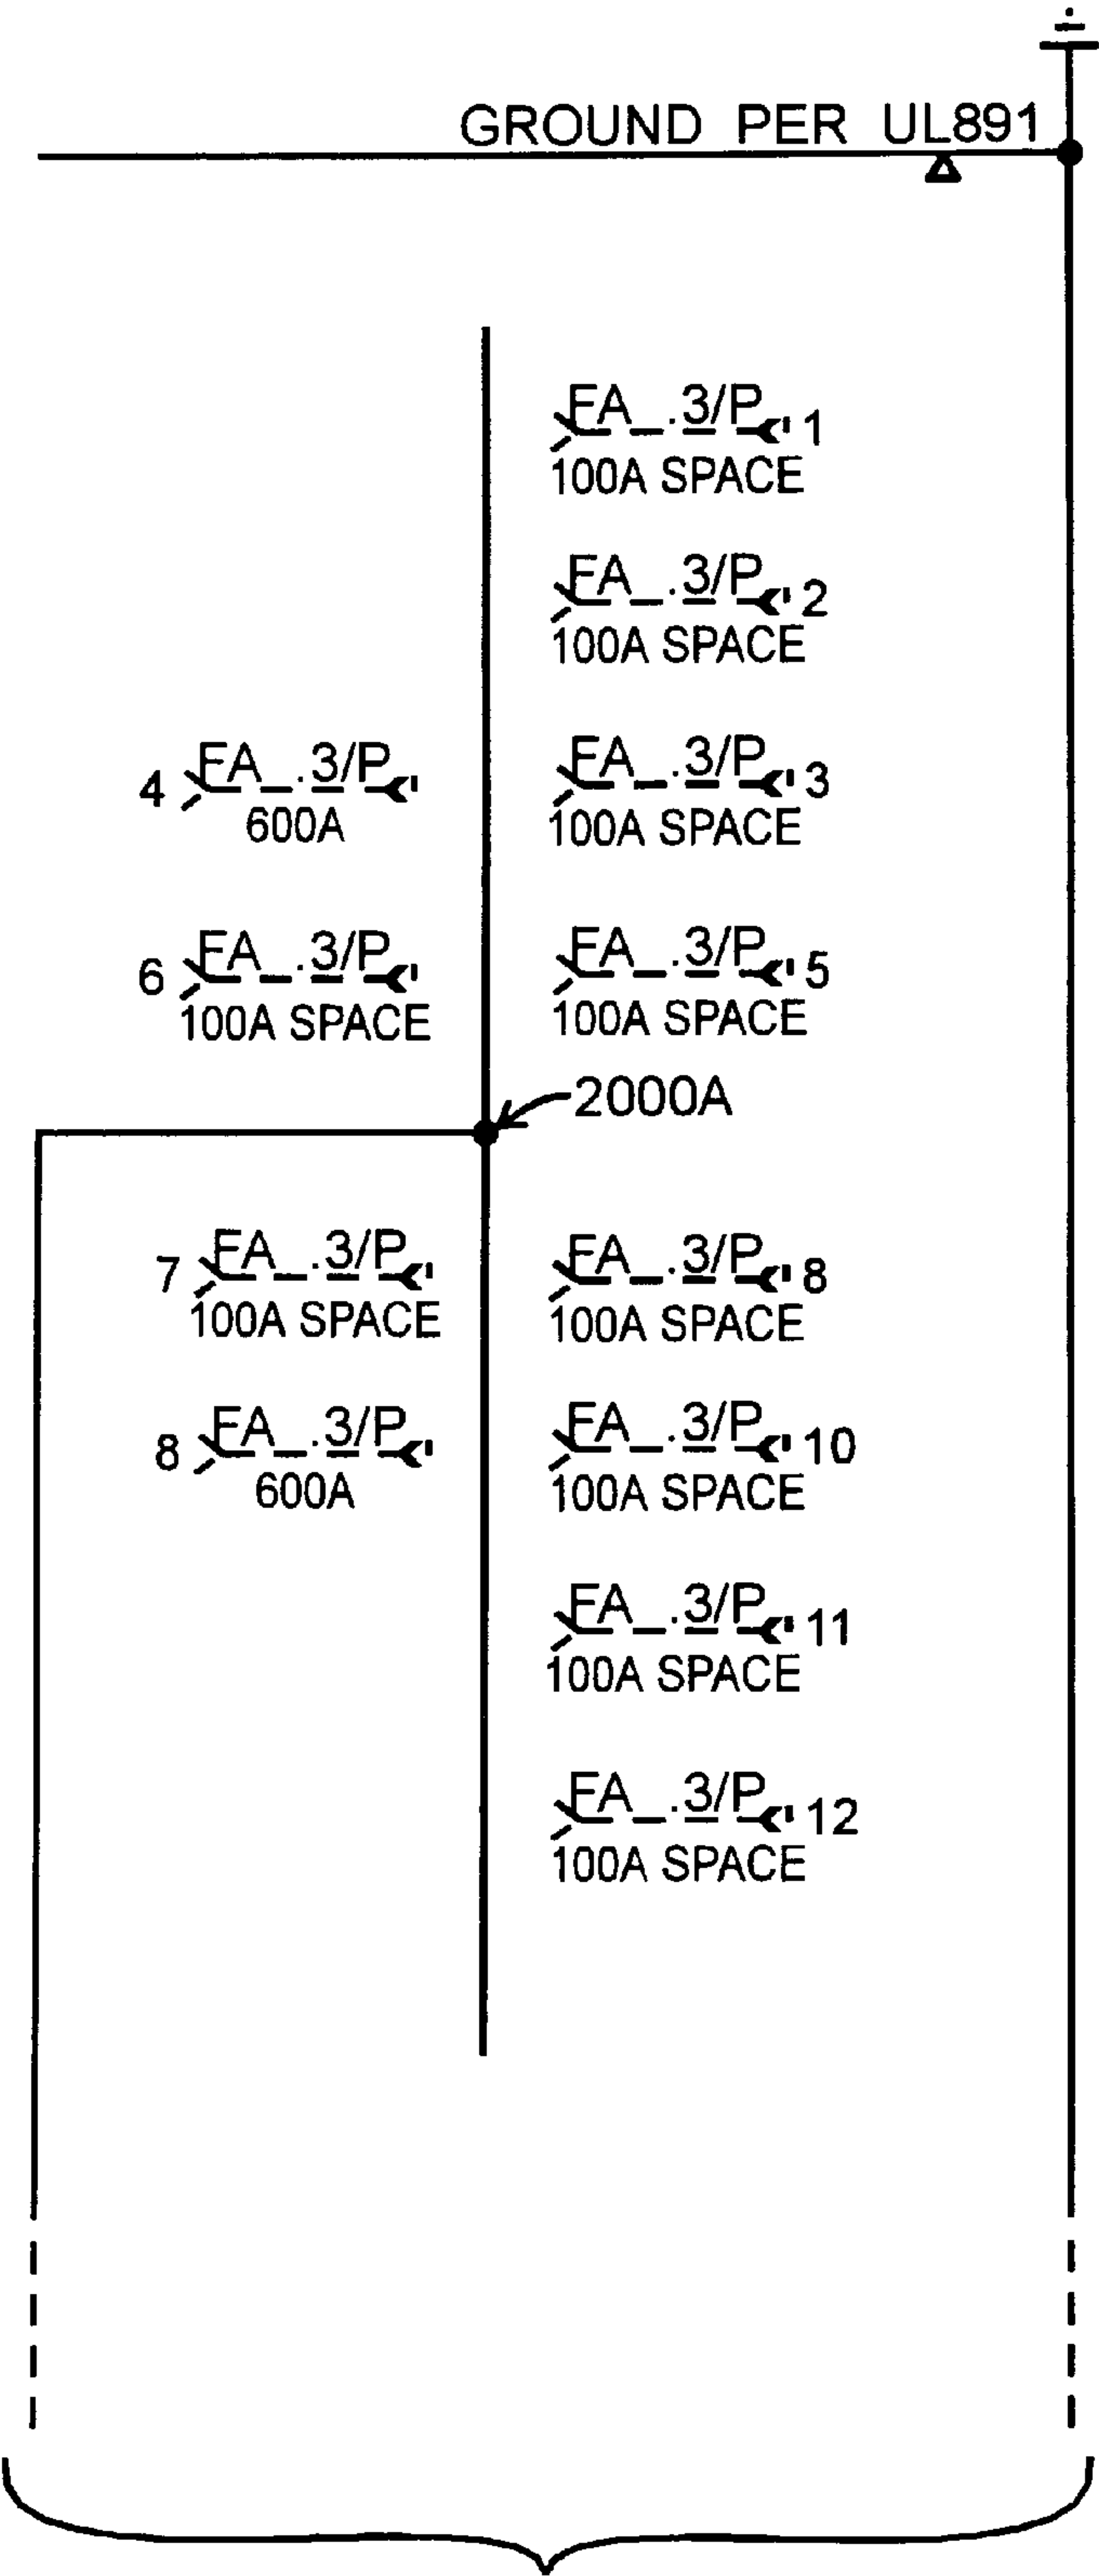 GROUND PER UL891
FA_.3/P 1
100A SPACE
FA_.3/P 2
100A SPACE
4 FA_.3/P
600A
FA_.3/P 3
100A SPACE
6 FA_.3/P
100A SPACE
FA_.3/P 5
100A SPACE
2000A
7 FA_.3/P
100A SPACE
FA_.3/P 8
100A SPACE
8 FA_.3/P
600A
FA_.3/P 10
100A SPACE
FA_.3/P 11
100A SPACE
FA_.3/P 12
100A SPACE